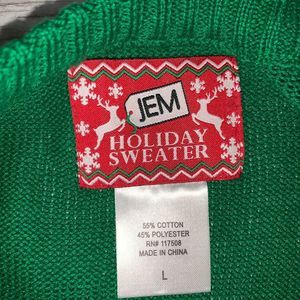 JEM
HOLIDAY
SWEATER
55% COTTON
45% POLYESTER
RN# 117508
MADE IN CHINA
L